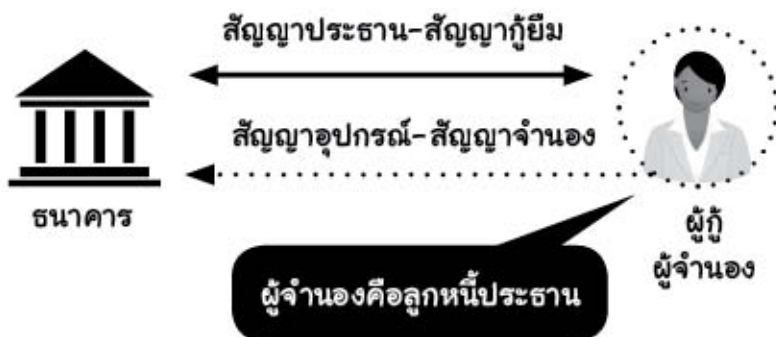 สัญญาประธาน-สัญญากู้ยืม
สัญญาอุปกรณ์-สัญญาจำนอง
ธนาคาร
ผู้กู้
ผู้จำนอง
ผู้จำนองคือลูกหนี้ประธาน